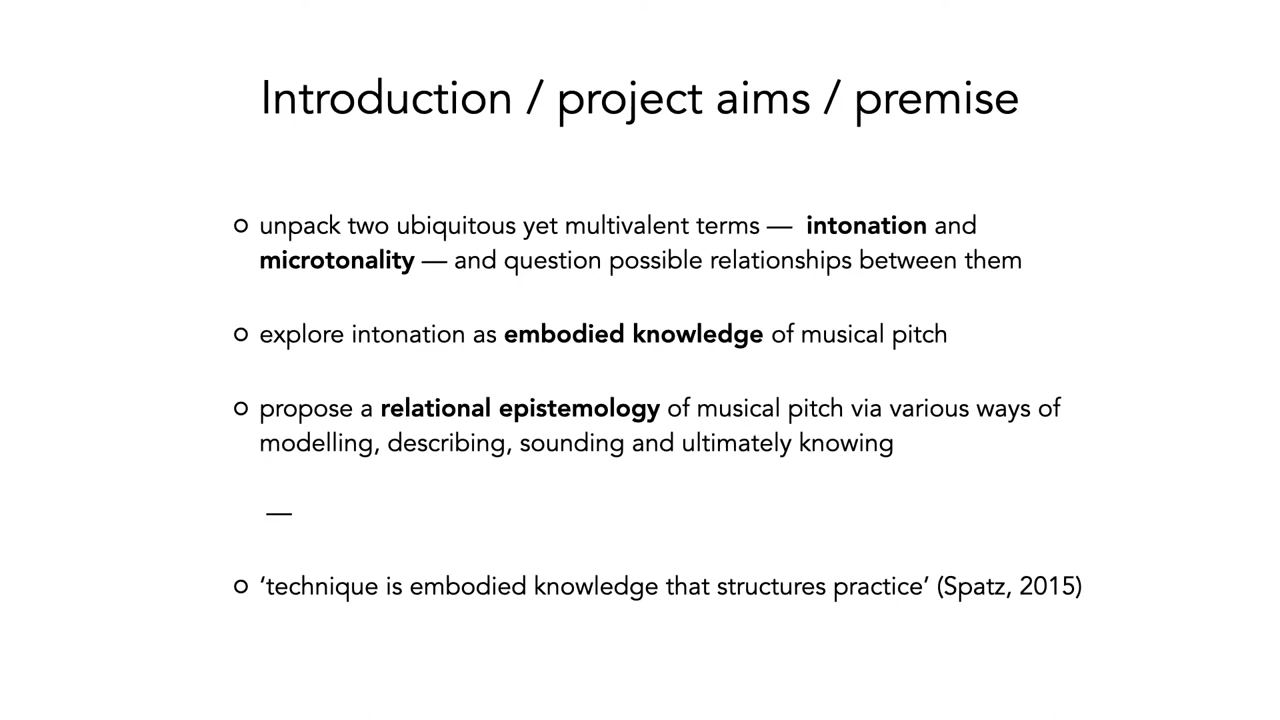 Introduction / project aims / premise
○ unpack two ubiquitous yet multivalent terms — intonation and
microtonality — and question possible relationships between them
○ explore intonation as embodied knowledge of musical pitch
○ propose a relational epistemology of musical pitch via various ways of
modelling, describing, sounding and ultimately knowing
—
○ ‘technique is embodied knowledge that structures practice’ (Spatz, 2015)